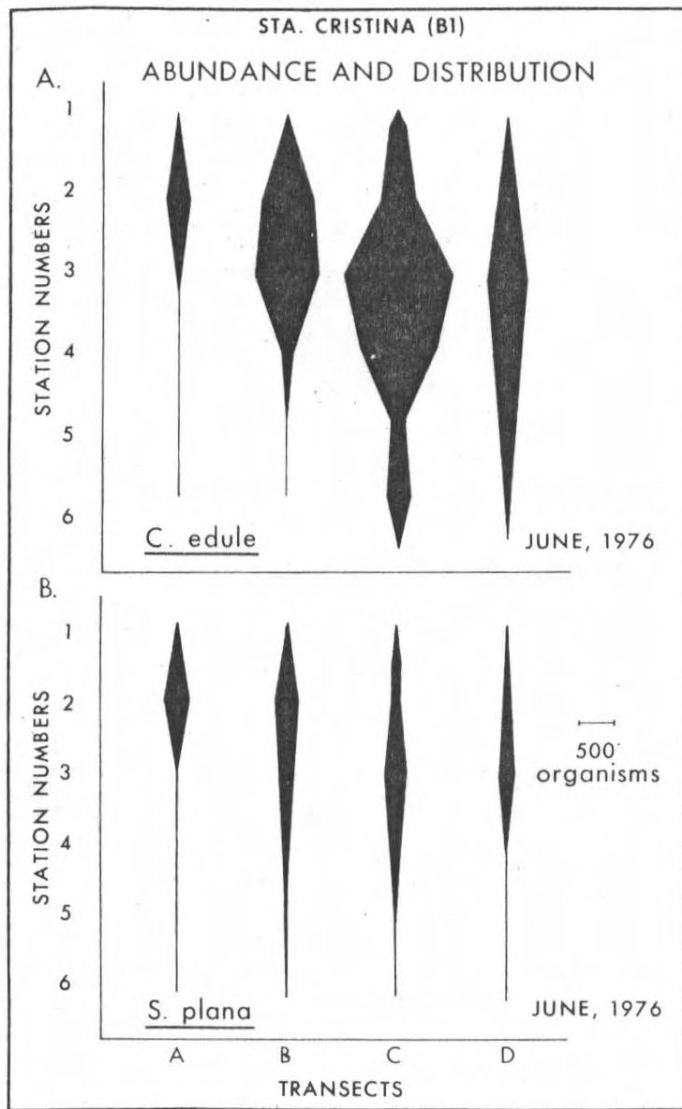 STA. CRISTINA (B1)
ABUNDANCE AND DISTRIBUTION
A.
STATION NUMBERS
1
2
3
4
5
6
C. edule
JUNE, 1976
B.
STATION NUMBERS
1
2
3
4
5
6
500
organisms
S. plana
JUNE, 1976
A B C D
TRANSECTS